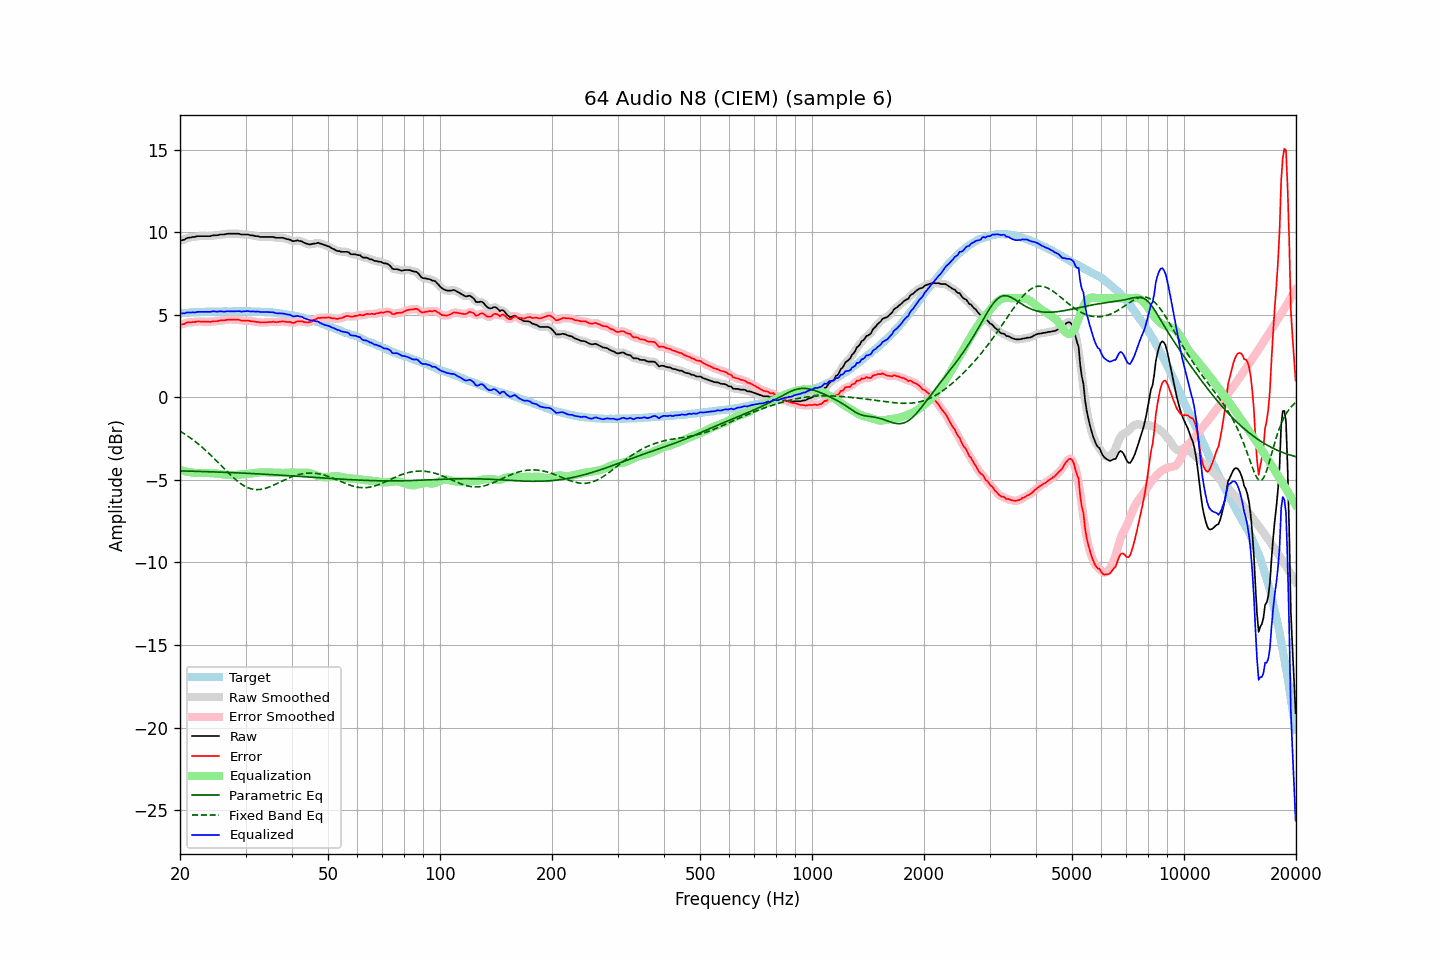 64 Audio N8 (CIEM) (sample 6)
Amplitude (dBr)
15
10
5
0
−5
−10
−15
−20
−25
Target
Raw Smoothed
Error Smoothed
Raw
Error
Equalization
Parametric Eq
Fixed Band Eq
Equalized
20 50 100 200 500 1000 2000 5000 10000 20000
Frequency (Hz)